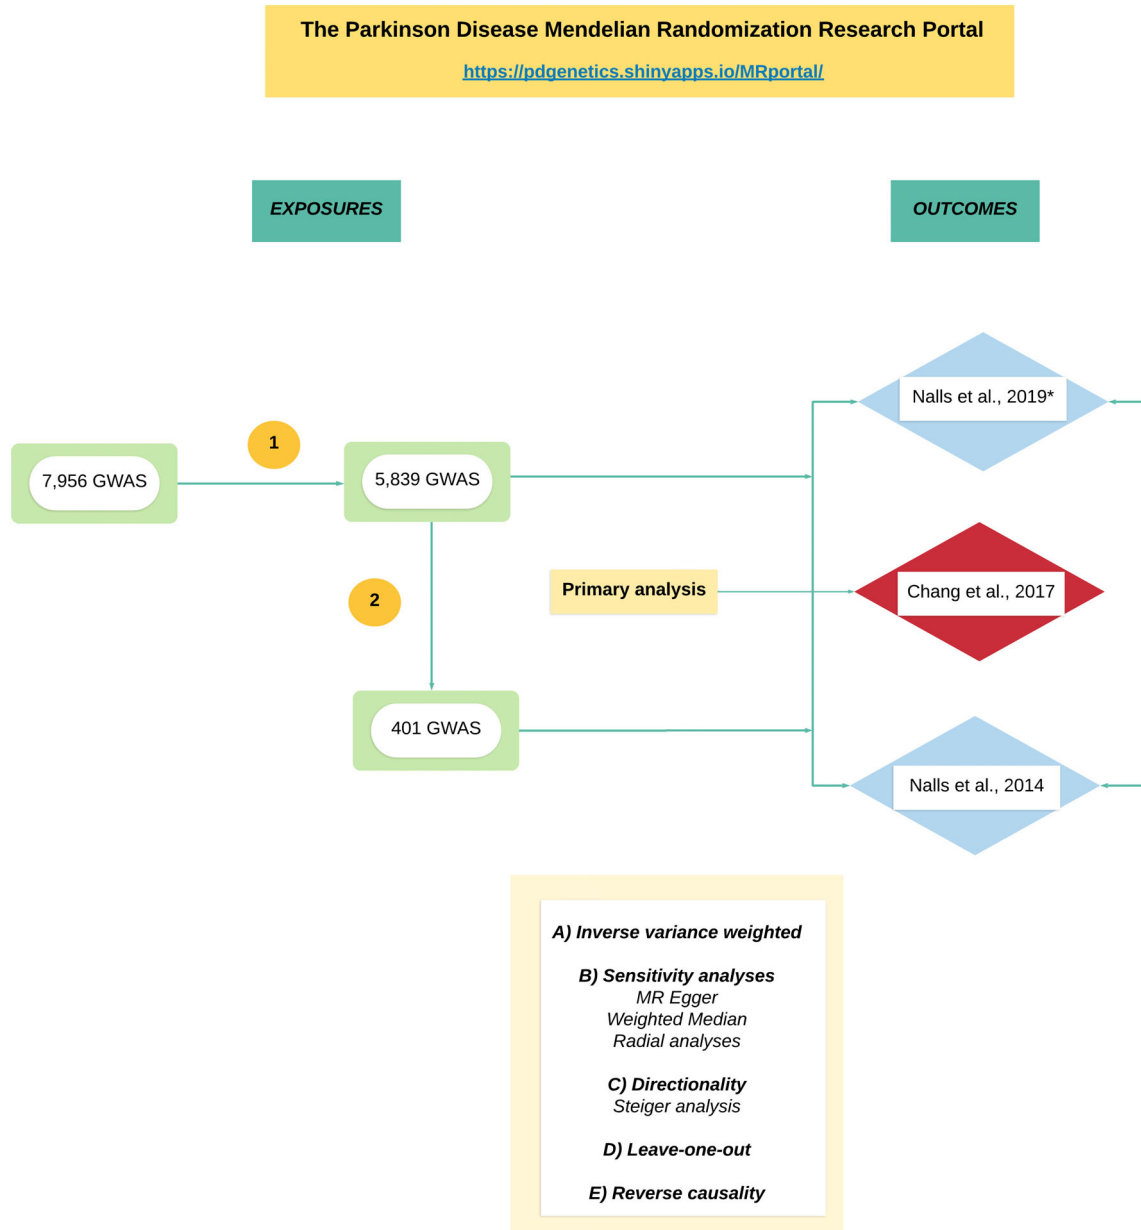 The Parkinson Disease Mendelian Randomization Research Portal
https://pdgenetics.shinyapps.io/MRportal/
EXPOSURES
OUTCOMES
Nalls et al., 2019*
1
7,956 GWAS
5,839 GWAS
2
Primary analysis
Chang et al., 2017
401 GWAS
Nalls et al., 2014
A) Inverse variance weighted
B) Sensitivity analyses
MR Egger
Weighted Median
Radial analyses
C) Directionality
Steiger analysis
D) Leave-one-out
E) Reverse causality